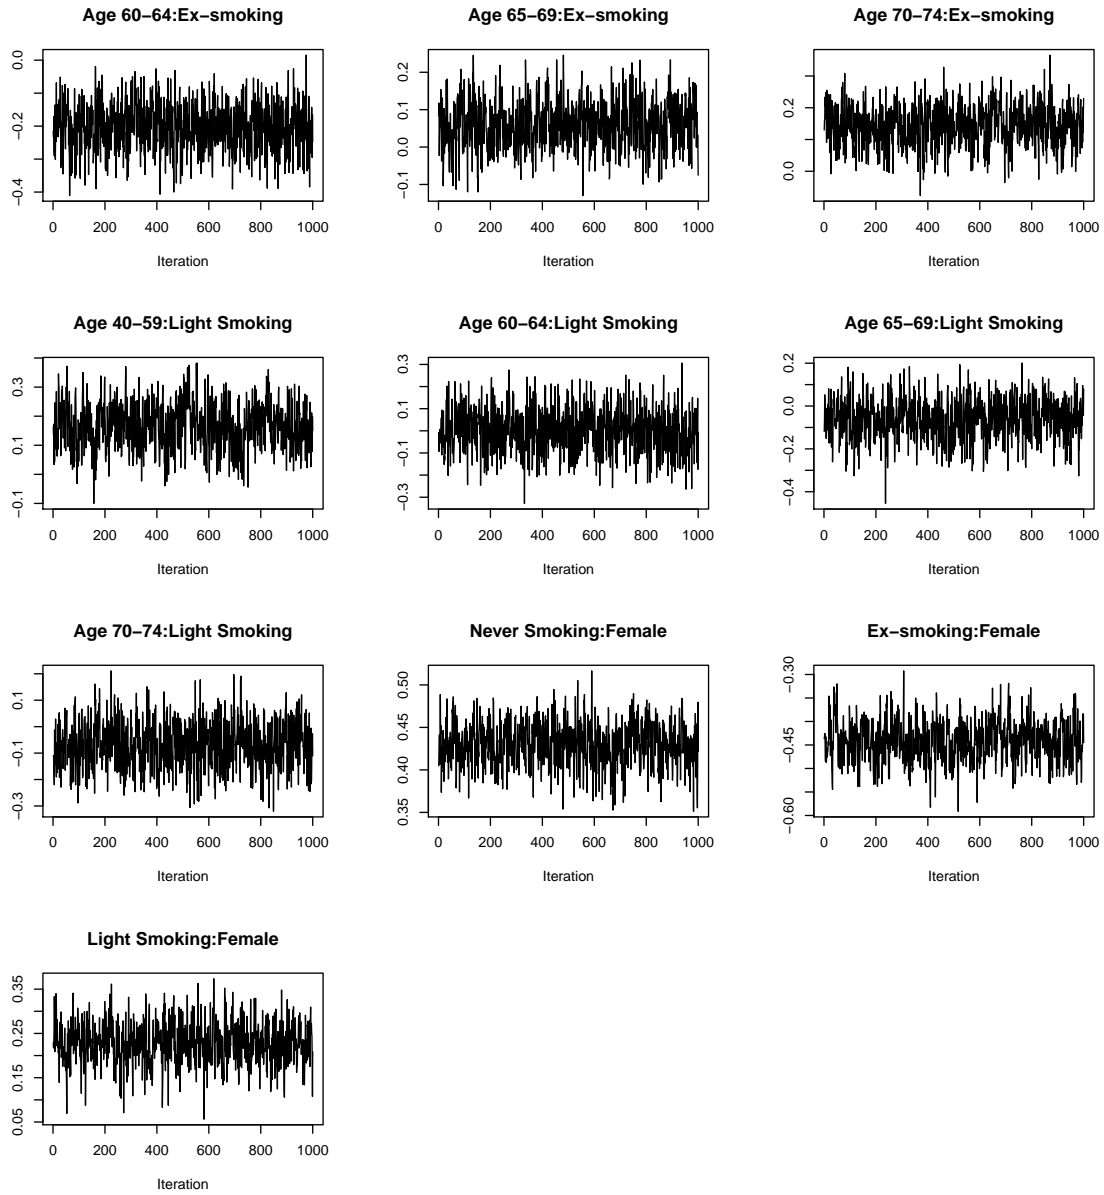 Age 60−64:Ex−smoking
0.0
−0.2
−0.4
0 200 400 600 800 1000
Iteration
Age 65−69:Ex−smoking
0.2
0.1
0.0
−0.1
0 200 400 600 800 1000
Iteration
Age 70−74:Ex−smoking
0.2
0.0
0 200 400 600 800 1000
Iteration
Age 40−59:Light Smoking
0.3
0.1
−0.1
0 200 400 600 800 1000
Iteration
Age 60−64:Light Smoking
0.3
0.1
−0.1
−0.3
0 200 400 600 800 1000
Iteration
Age 65−69:Light Smoking
0.2
0.0
−0.2
−0.4
0 200 400 600 800 1000
Iteration
Age 70−74:Light Smoking
0.1
−0.1
−0.3
0 200 400 600 800 1000
Iteration
Never Smoking:Female
0.50
0.45
0.40
0.35
0 200 400 600 800 1000
Iteration
Ex−smoking:Female
−0.30
−0.45
−0.60
0 200 400 600 800 1000
Iteration
Light Smoking:Female
0.35
0.25
0.15
0.05
0 200 400 600 800 1000
Iteration